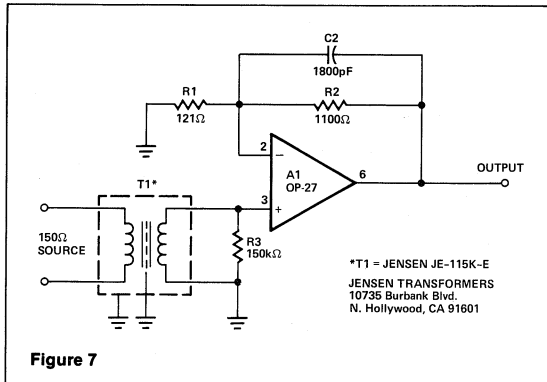 C2
1800pF
R1
121Ω
R2
1100Ω
2
−
A1
OP-27
6
OUTPUT
T1*
3
+
150Ω
SOURCE
R3
150kΩ
*T1 = JENSEN JE-115K-E
JENSEN TRANSFORMERS
10735 Burbank Blvd.
N. Hollywood, CA 91601
Figure 7